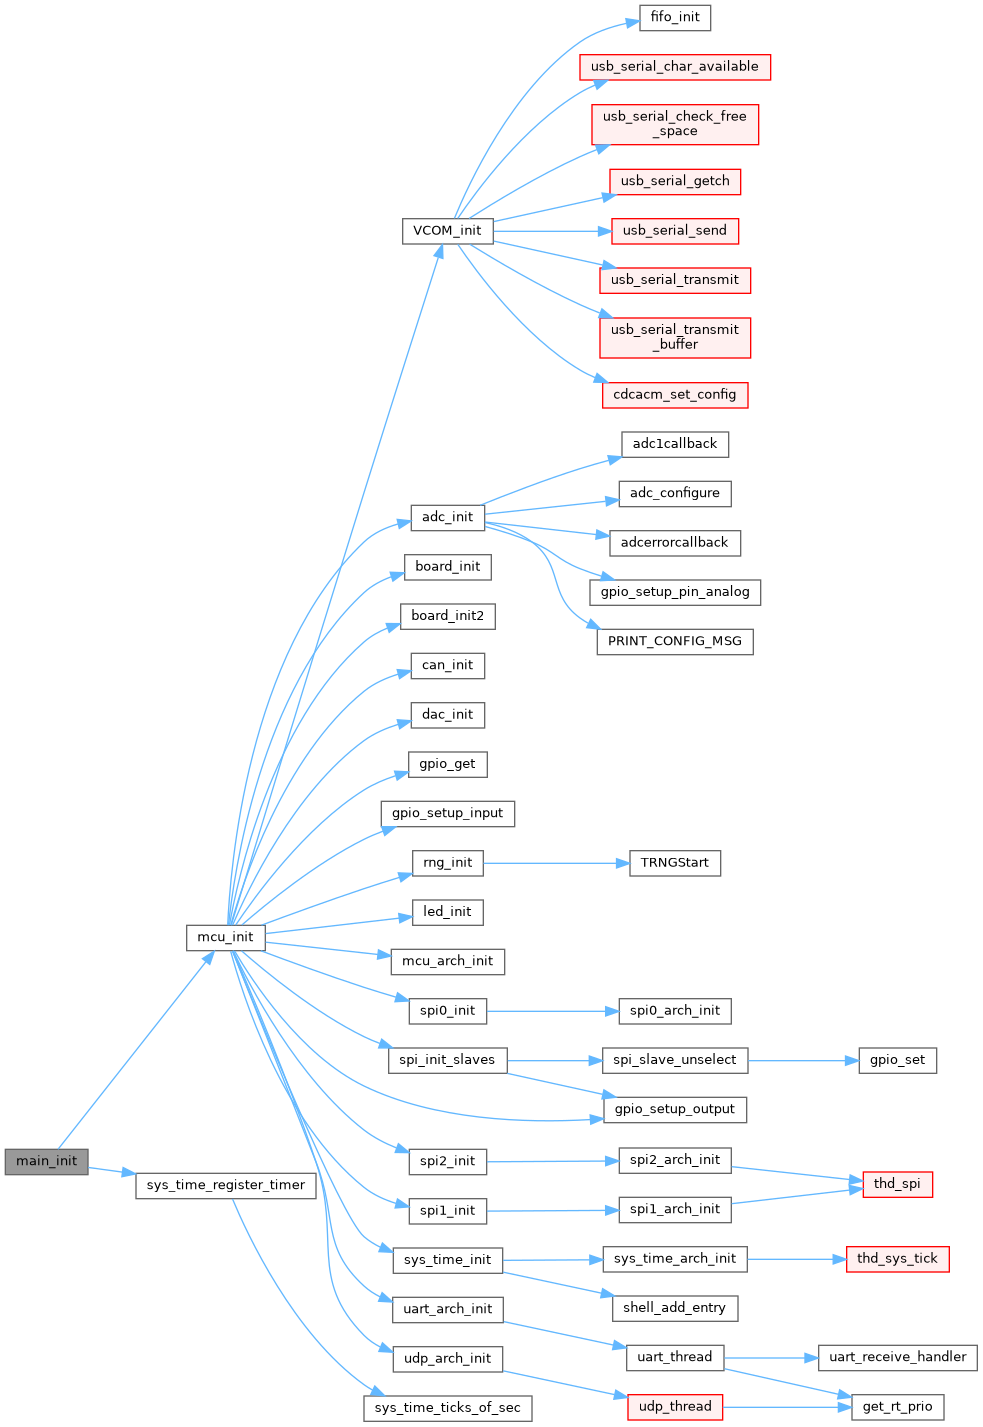 fifo_init
usb_serial_char_available
usb_serial_check_free
_space
usb_serial_getch
VCOM_init
usb_serial_send
usb_serial_transmit
usb_serial_transmit
_buffer
cdcacm_set_config
adc1callback
adc_configure
adc_init
adcerrorcallback
board_init
gpio_setup_pin_analog
board_init2
PRINT_CONFIG_MSG
can_init
dac_init
gpio_get
gpio_setup_input
rng_init
TRNGStart
led_init
mcu_init
mcu_arch_init
spi0_init
spi0_arch_init
spi_init_slaves
spi_slave_unselect
gpio_set
gpio_setup_output
main_init
spi2_init
spi2_arch_init
sys_time_register_timer
thd_spi
spi1_init
spi1_arch_init
sys_time_init
sys_time_arch_init
thd_sys_tick
uart_arch_init
shell_add_entry
udp_arch_init
uart_thread
uart_receive_handler
sys_time_ticks_of_sec
udp_thread
get_rt_prio